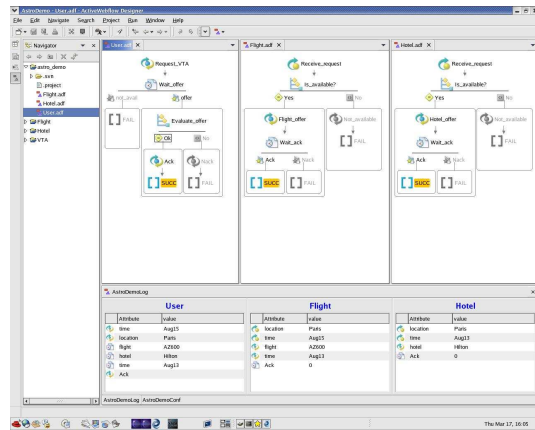 AstroDemo - User.adf - ActiveWebflow Designer
File Edit Navigate Search Project Run Window Help
Navigator
astro_demo
.svn
.project
Flight.adf
Hotel.adf
User.adf
Flight
Hotel
VTA
User.adf
Request_VTA
Wait_offer
not_avail
offer
FAIL
Evaluate_offer
Ok
No
Ack
Nack
SUCC
FAIL
Flight.adf
Receive_request
Is_available?
Yes
No
Flight_offer
Not_available
Wait_ack
FAIL
Ack
Nack
SUCC
FAIL
Hotel.adf
Receive_request
Is_available?
Yes
No
Hotel_offer
Not_available
Wait_ack
FAIL
Ack
Nack
SUCC
FAIL
AstroDemoLog
User
Attribute value
time Aug15
location Paris
flight AZ600
hotel Hilton
time Aug13
Ack
Flight
Attribute value
location Paris
time Aug15
flight AZ600
time Aug13
Ack 0
Hotel
Attribute value
location Paris
time Aug13
hotel Hilton
Ack 0
AstroDemoLog AstroDemoConf
Thu Mar 17, 16:05